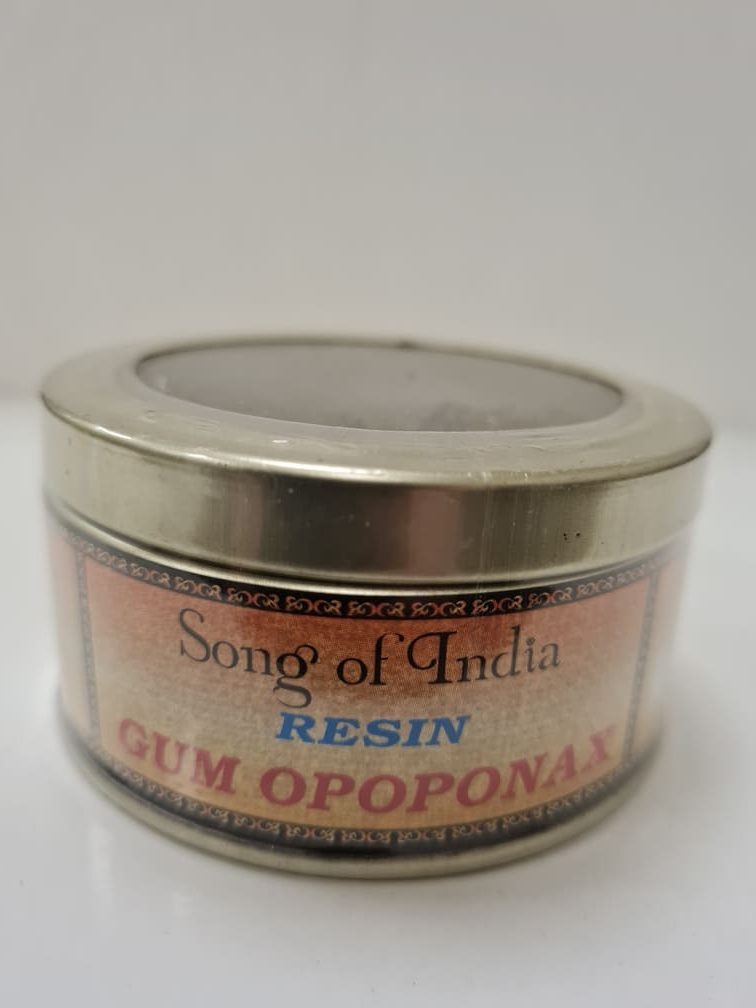 Song of India
RESIN
GUM OPOPONAX